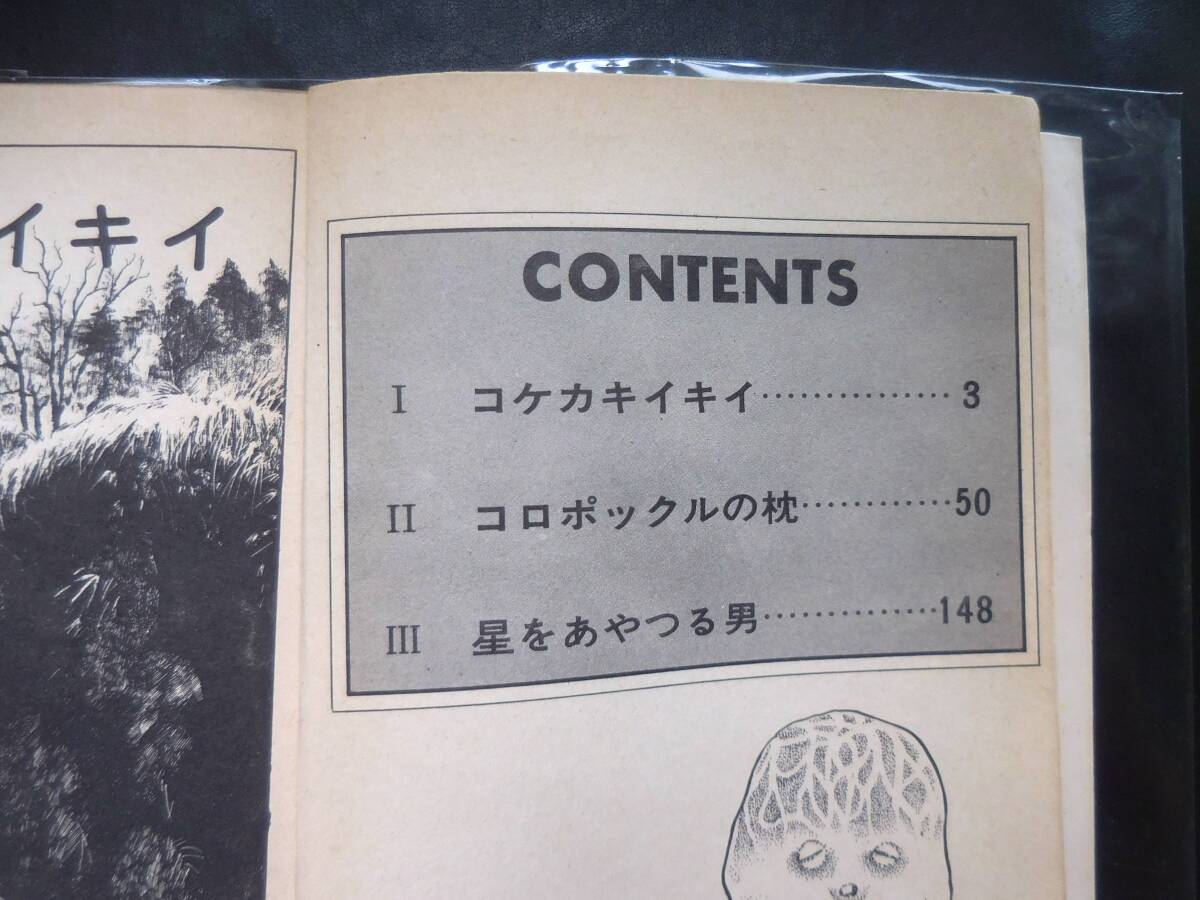 イキイ
CONTENTS
I コケカキイキイ……………3
II コロポックルの枕…………50
III 星をあやつる男……………148